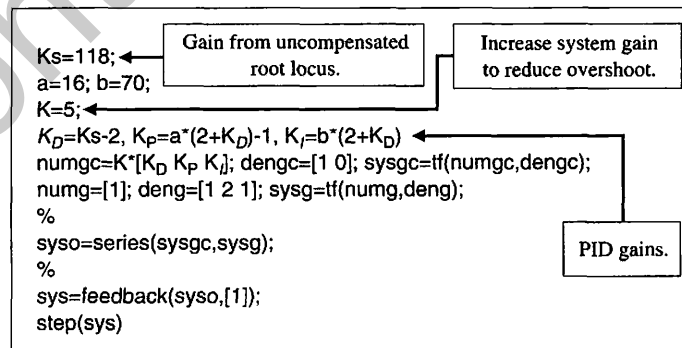 Ks=118;
Gain from uncompensated
root locus.
Increase system gain
to reduce overshoot.
a=16; b=70;
K=5;
K_D=Ks-2, K_P=a*(2+K_D)-1, K_I=b*(2+K_D)
numgc=K*[K_D K_P K_I]; dengc=[1 0]; sysgc=tf(numgc,dengc);
numg=[1]; deng=[1 2 1]; sysg=tf(numg,deng);
%
syso=series(sysgc,sysg);
%
PID gains.
sys=feedback(syso,[1]);
step(sys)